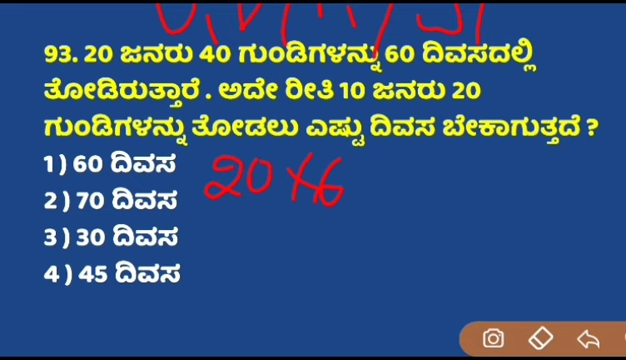 93. 20 ಜನರು 40 ಗುಂಡಿಗಳನ್ನು 60 ದಿವಸದಲ್ಲಿ
ತೋಡಿರುತ್ತಾರೆ . ಅದೇ ರೀತಿ 10 ಜನರು 20
ಗುಂಡಿಗಳನ್ನು ತೋಡಲು ಎಷ್ಟು ದಿವಸ ಬೇಕಾಗುತ್ತದೆ ?
1 ) 60 ದಿವಸ
20 × 6
2 ) 70 ದಿವಸ
3 ) 30 ದಿವಸ
4 ) 45 ದಿವಸ